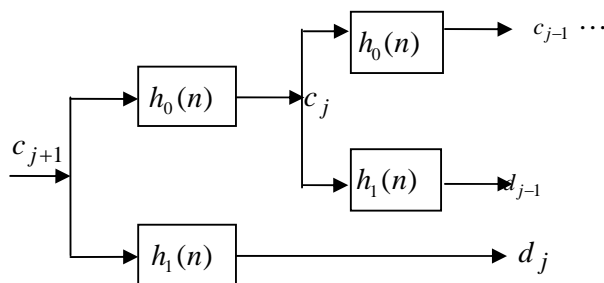 c_{j-1} ⋯
h_0(n)
h_0(n)
c_j
c_{j+1}
h_1(n)
d_{j-1}
h_1(n)
d_j